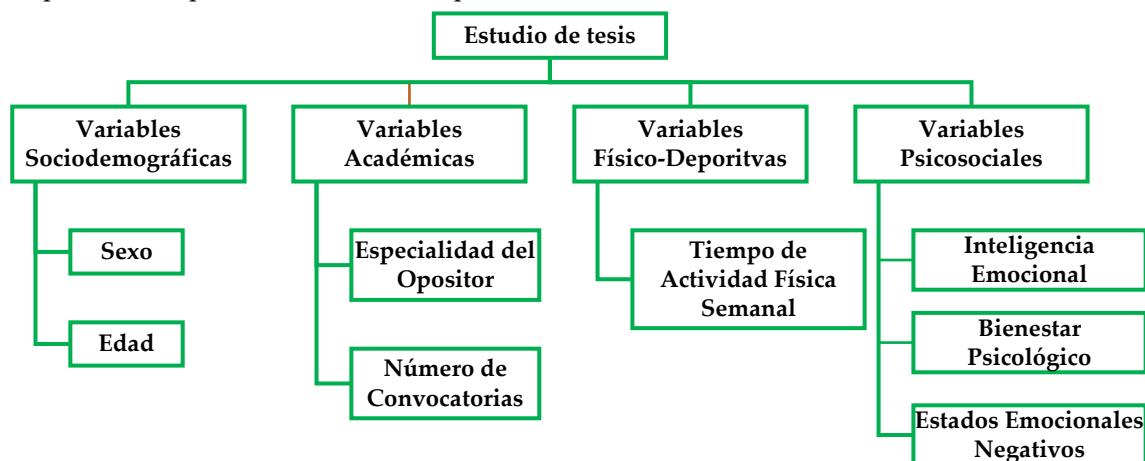 Estudio de tesis
Variables
Sociodemográficas
Sexo
Edad
Variables
Académicas
Especialidad del
Opositor
Número de
Convocatorias
Variables
Físico-Deporitvas
Tiempo de
Actividad Física
Semanal
Variables
Psicosociales
Inteligencia
Emocional
Bienestar
Psicológico
Estados Emocionales
Negativos